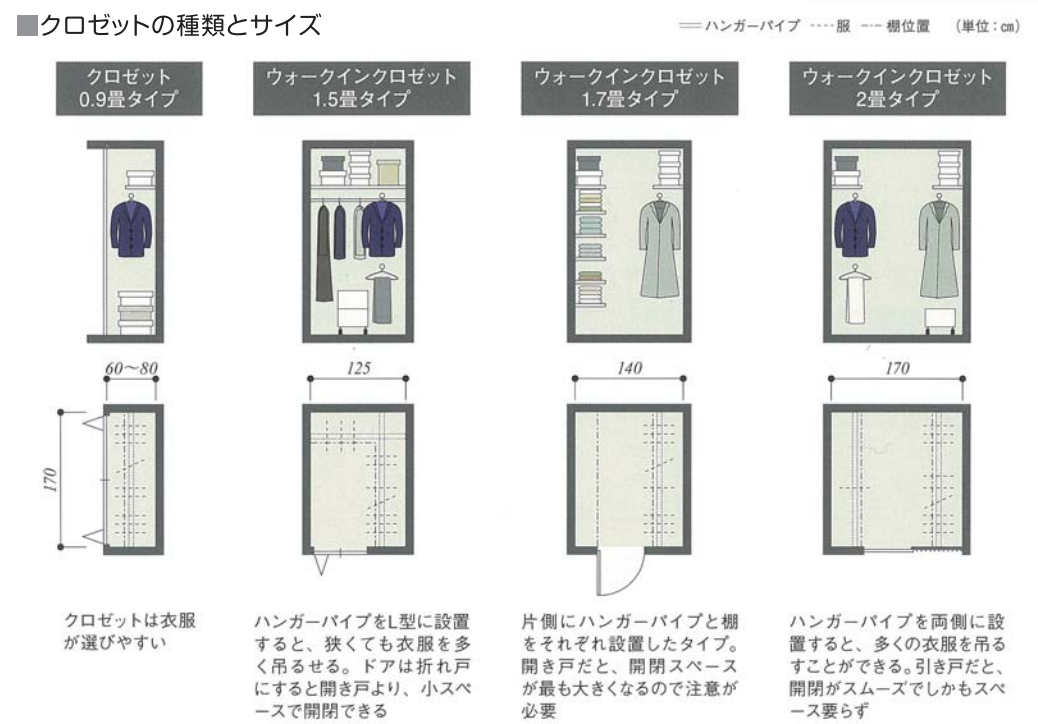 ■クロゼットの種類とサイズ
ハンガーパイプ ---- 服 −・− 棚位置 （単位：㎝）
クロゼット
0.9畳タイプ
ウォークインクロゼット
1.5畳タイプ
ウォークインクロゼット
1.7畳タイプ
ウォークインクロゼット
2畳タイプ
60〜80
125
140
170
170
クロゼットは衣服
が選びやすい
ハンガーパイプをL型に設置
すると、狭くても衣服を多
く吊るせる。ドアは折れ戸
にすると開き戸より、小スペ
ースで開閉できる
片側にハンガーパイプと棚
をそれぞれ設置したタイプ。
開き戸だと、開閉スペース
が最も大きくなるので注意が
必要
ハンガーパイプを両側に設
置すると、多くの衣服を吊る
すことができる。引き戸だと、
開閉がスムーズでしかもスペ
ース要らず